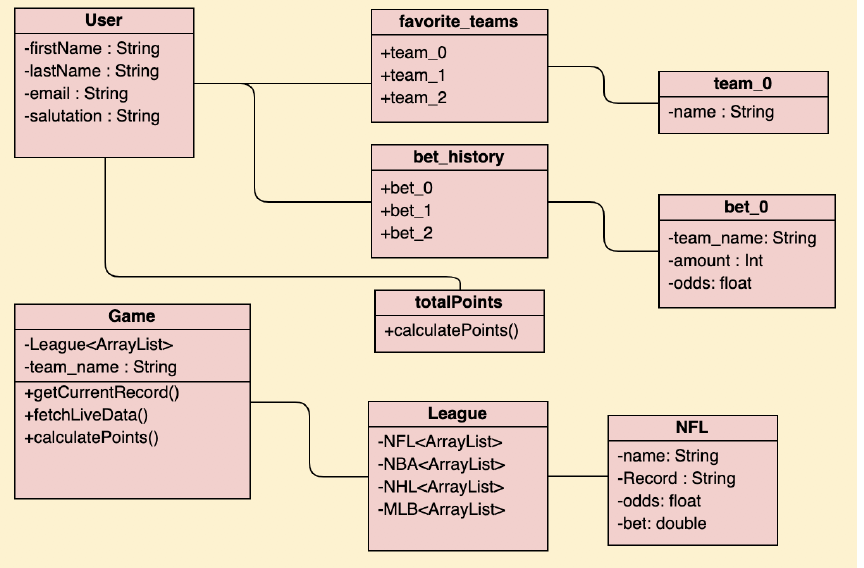 User
-firstName : String
-lastName : String
-email : String
-salutation : String
favorite_teams
+team_0
+team_1
+team_2
team_0
-name : String
bet_history
+bet_0
+bet_1
+bet_2
bet_0
-team_name: String
-amount : Int
-odds: float
totalPoints
+calculatePoints()
Game
-League<ArrayList>
-team_name : String
+getCurrentRecord()
+fetchLiveData()
+calculatePoints()
League
-NFL<ArrayList>
-NBA<ArrayList>
-NHL<ArrayList>
-MLB<ArrayList>
NFL
-name: String
-Record : String
-odds: float
-bet: double